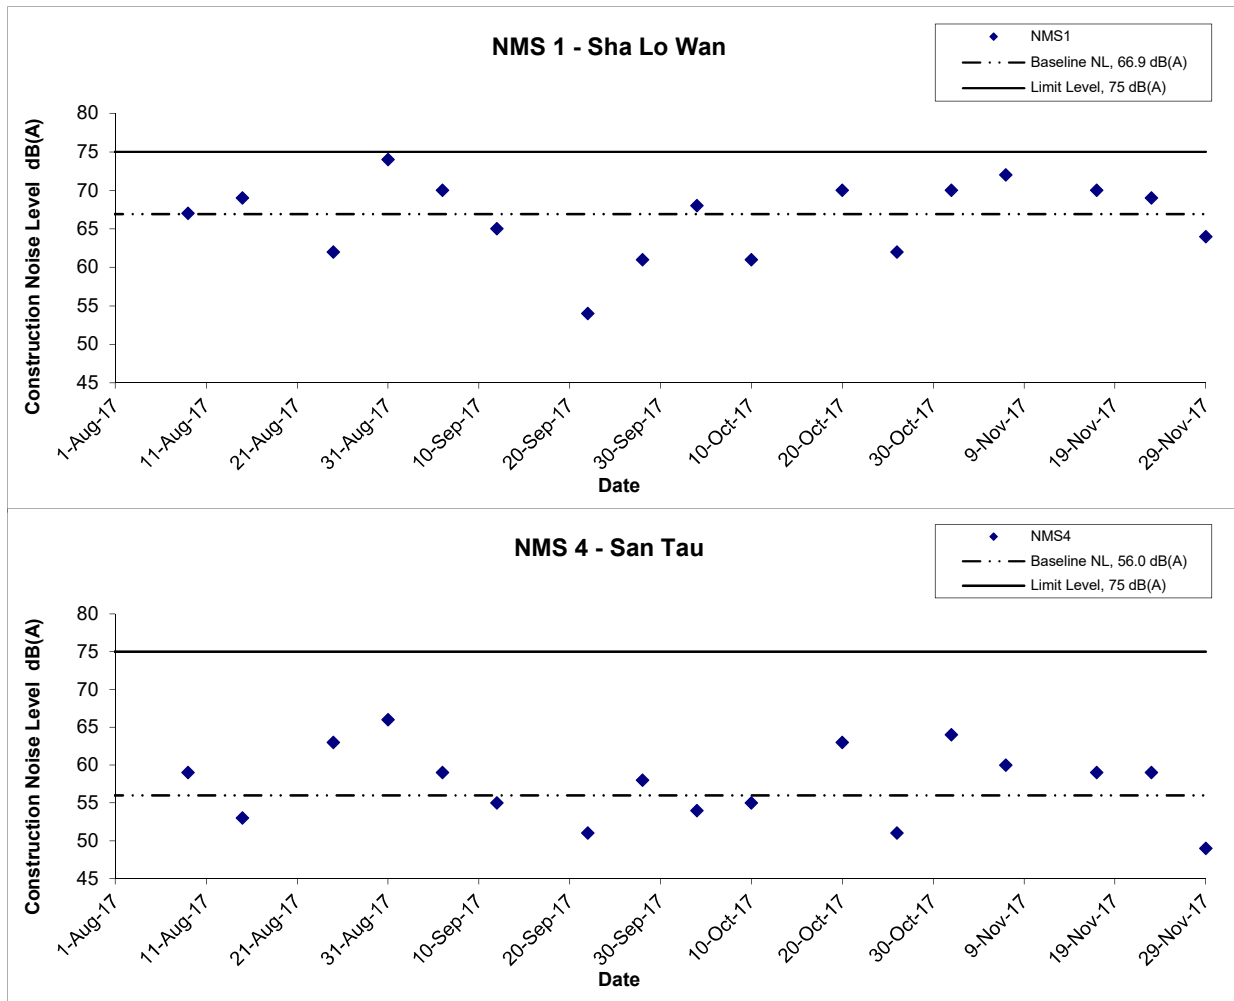 NMS 1 - Sha Lo Wan
NMS1
Baseline NL, 66.9 dB(A)
Limit Level, 75 dB(A)
Construction Noise Level dB(A)
80
75
70
65
60
55
50
45
1-Aug-17
11-Aug-17
21-Aug-17
31-Aug-17
10-Sep-17
20-Sep-17
30-Sep-17
10-Oct-17
20-Oct-17
30-Oct-17
9-Nov-17
19-Nov-17
29-Nov-17
Date
NMS 4 - San Tau
NMS4
Baseline NL, 56.0 dB(A)
Limit Level, 75 dB(A)
Construction Noise Level dB(A)
80
75
70
65
60
55
50
45
1-Aug-17
11-Aug-17
21-Aug-17
31-Aug-17
10-Sep-17
20-Sep-17
30-Sep-17
10-Oct-17
20-Oct-17
30-Oct-17
9-Nov-17
19-Nov-17
29-Nov-17
Date